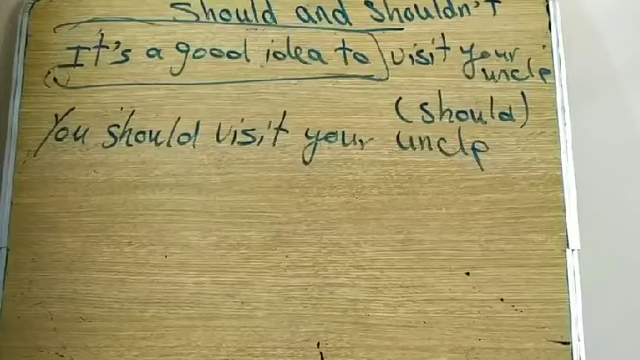 Should and Shouldn't
It's a good idea to visit your
uncle
(should)
You should visit your uncle